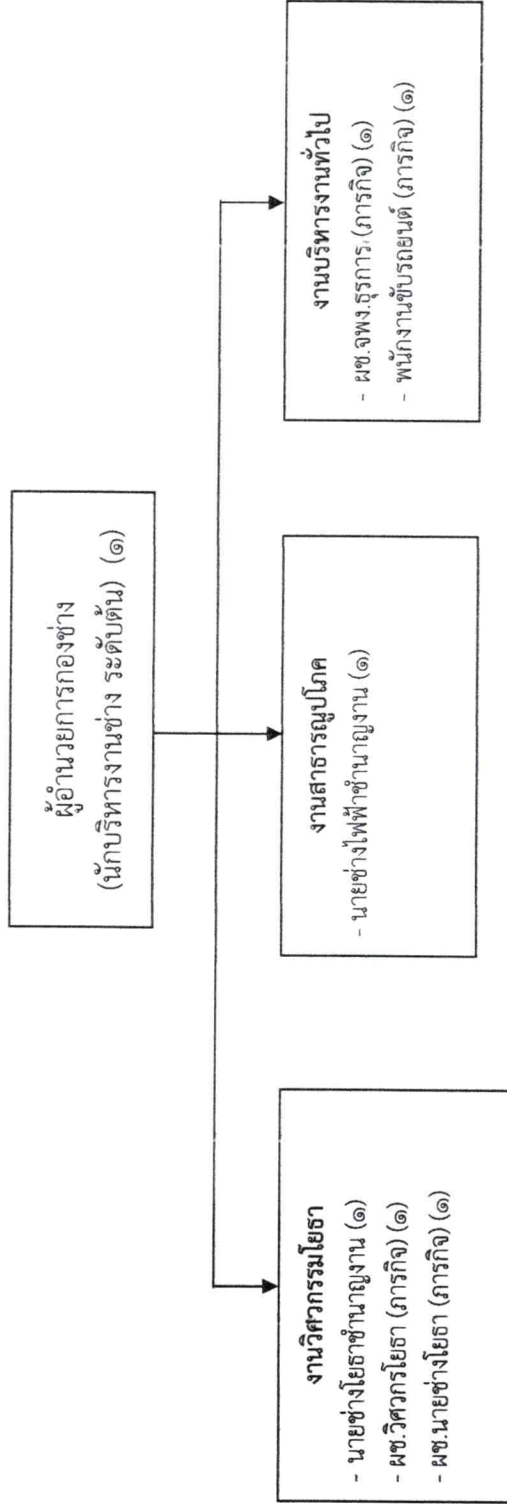 ผู้อำนวยการกองช่าง
(นักบริหารงานช่าง ระดับต้น) (๑)
งานวิศวกรรมโยธา
- นายช่างโยธาชำนาญงาน (๑)
- ผช.วิศวกรโยธา (ภารกิจ) (๑)
- ผช.นายช่างโยธา (ภารกิจ) (๑)
งานสาธารณูปโภค
- นายช่างไฟฟ้าชำนาญงาน (๑)
งานบริหารงานทั่วไป
- ผช.จพง.ธุรการ (ภารกิจ) (๑)
- พนักงานขับรถยนต์ (ภารกิจ) (๑)